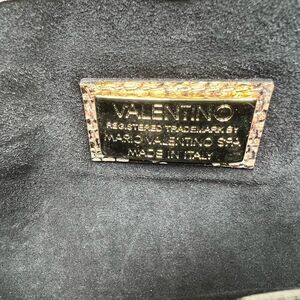 VALENTINO
REGISTERED TRADEMARK BY
MARIO VALENTINO SPA
MADE IN ITALY